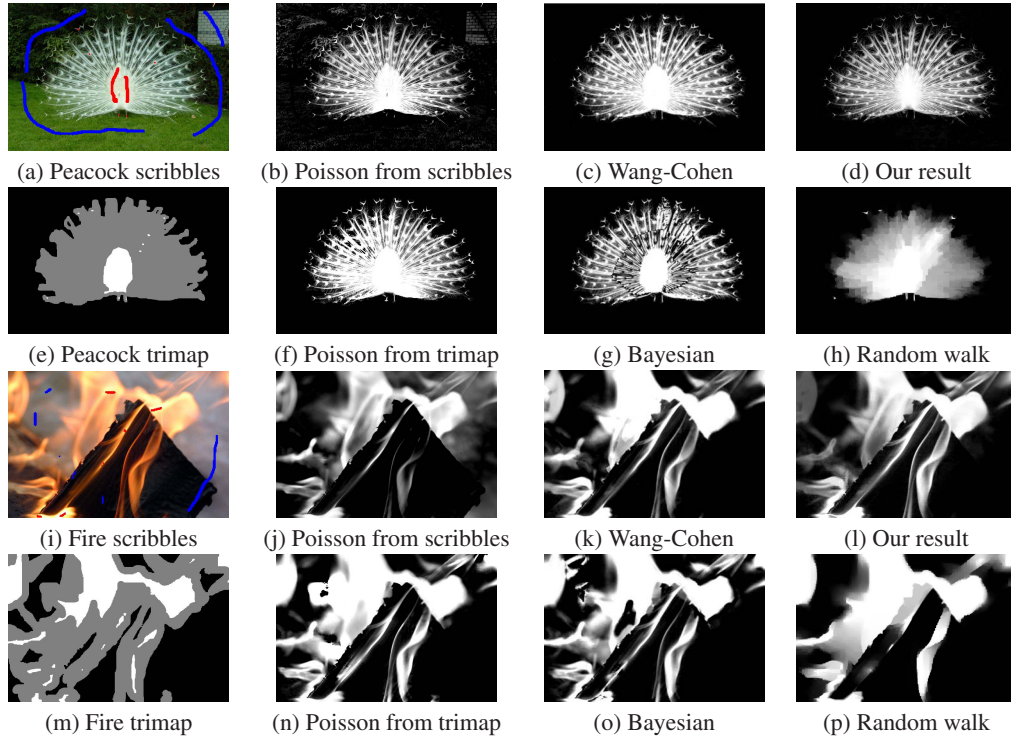 (a) Peacock scribbles
(b) Poisson from scribbles
(c) Wang-Cohen
(d) Our result
(e) Peacock trimap
(f) Poisson from trimap
(g) Bayesian
(h) Random walk
(i) Fire scribbles
(j) Poisson from scribbles
(k) Wang-Cohen
(l) Our result
(m) Fire trimap
(n) Poisson from trimap
(o) Bayesian
(p) Random walk